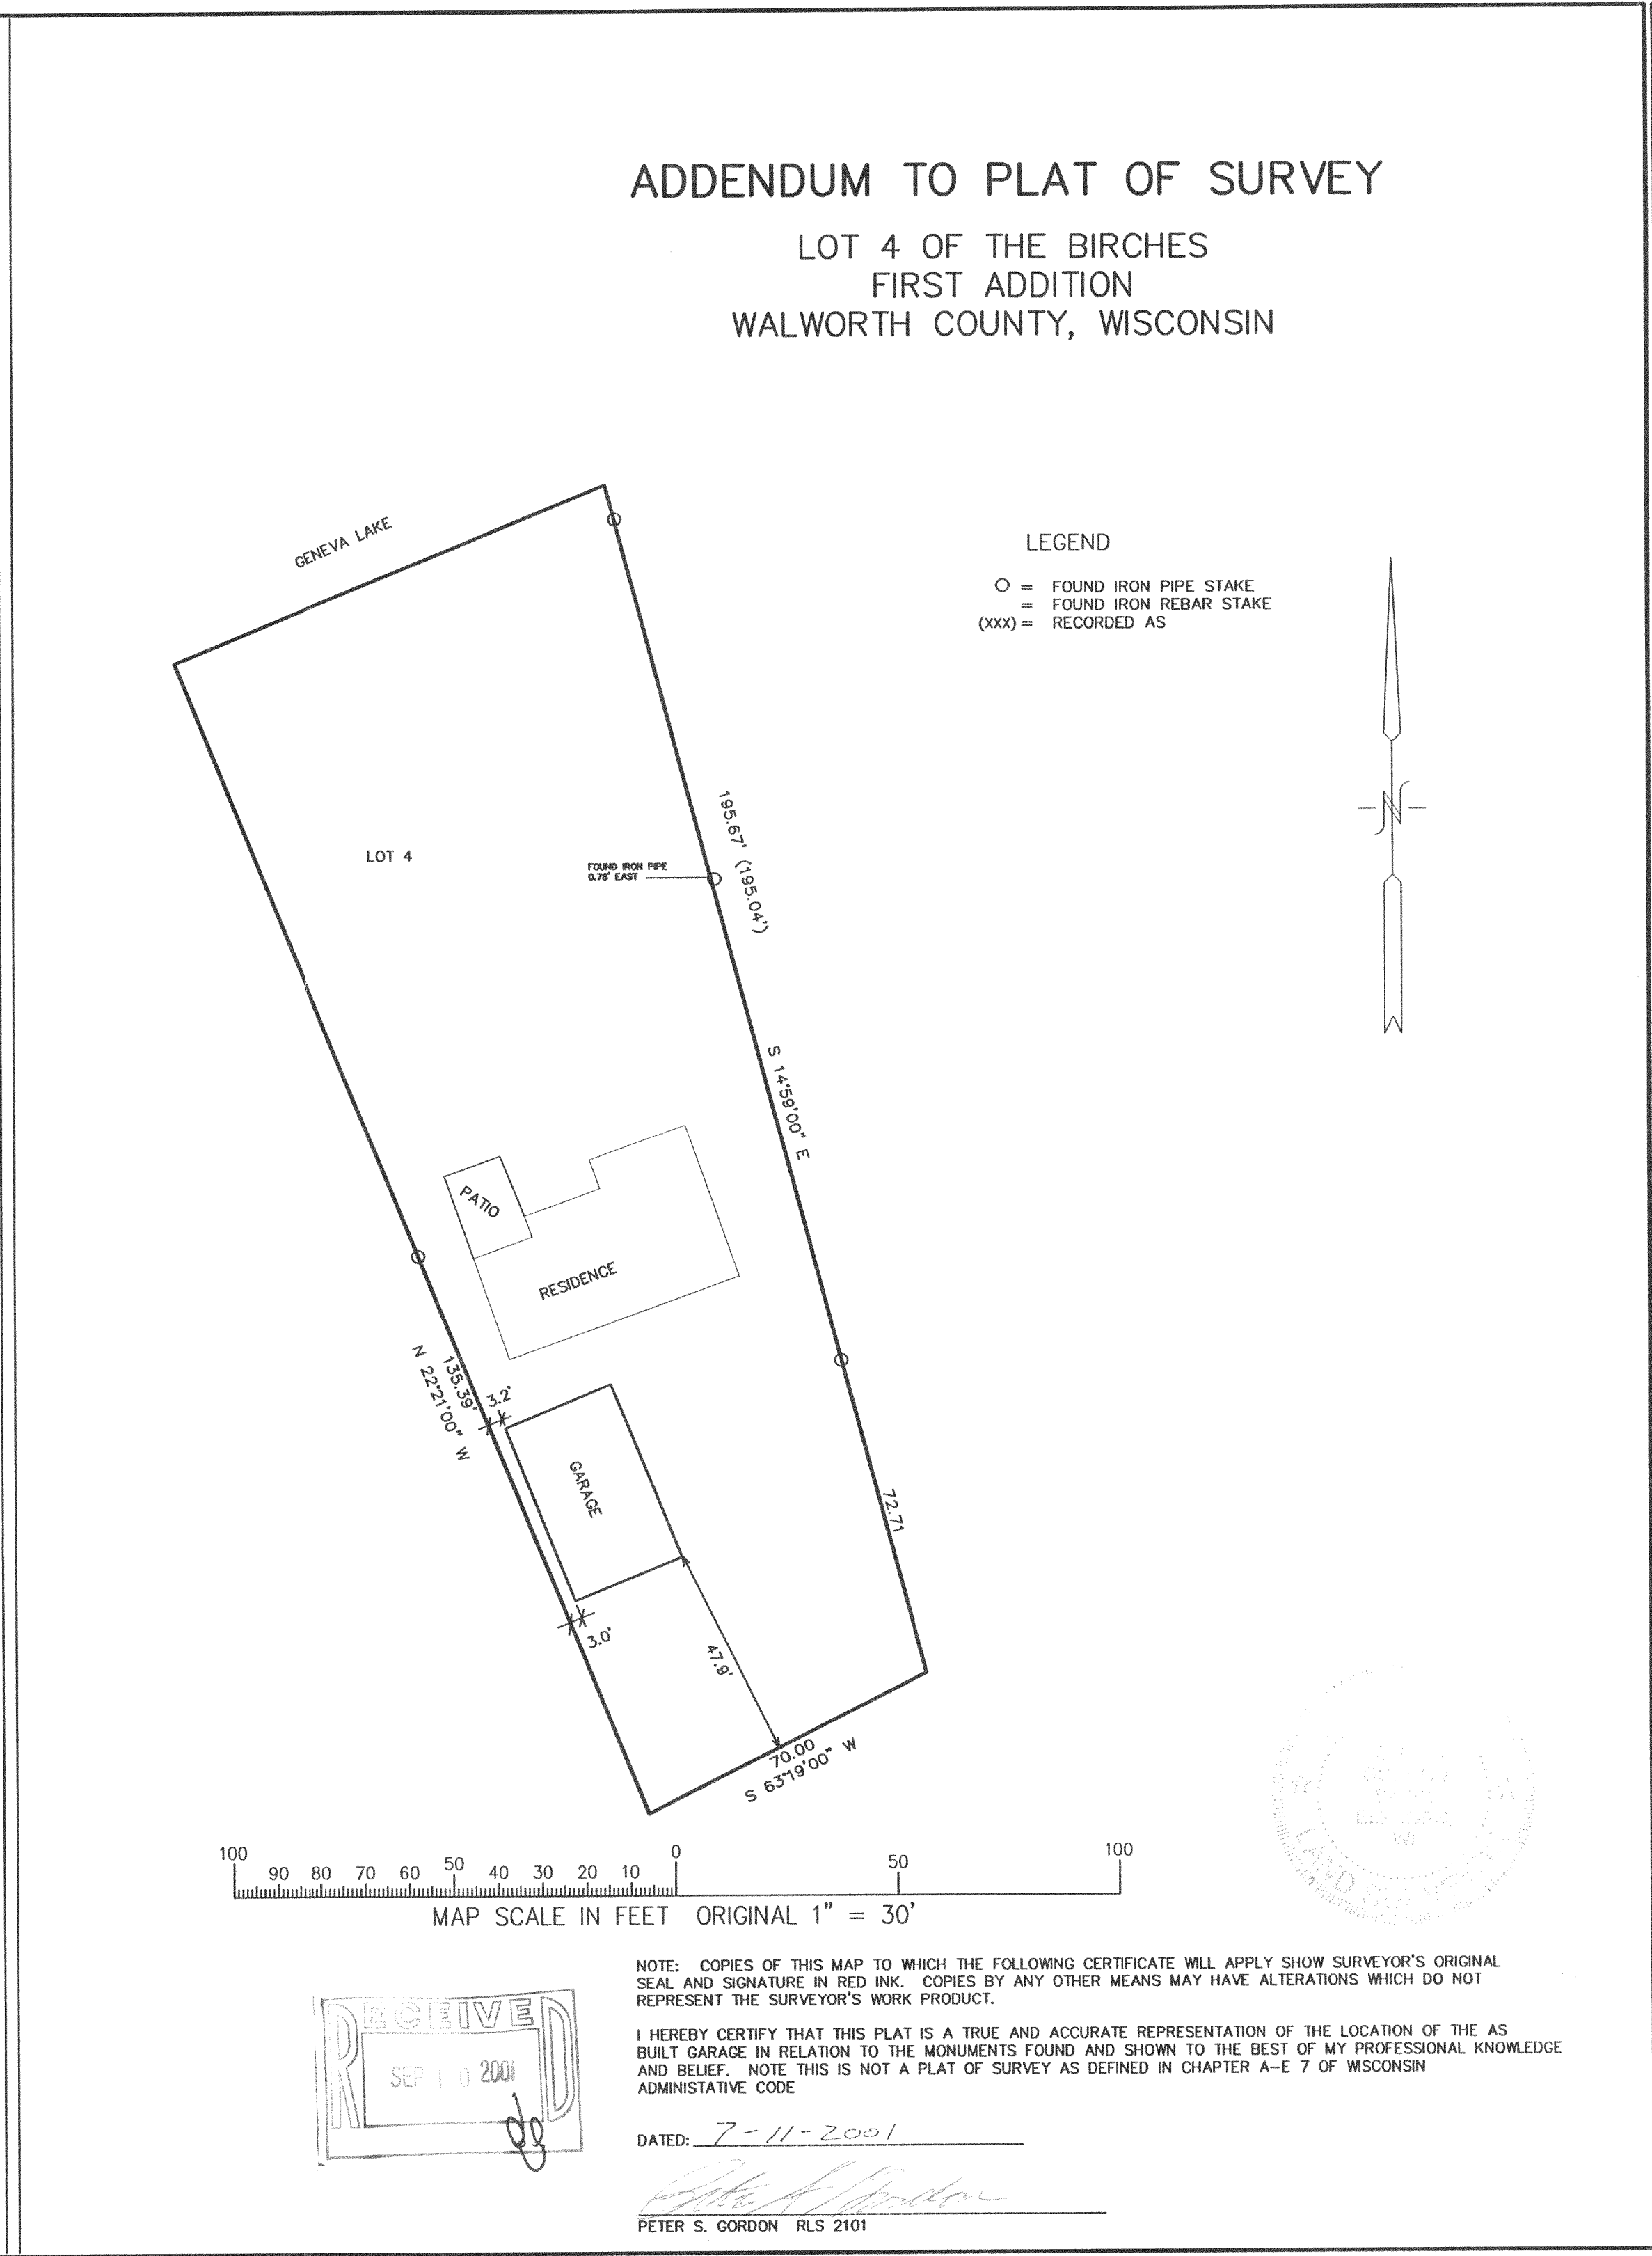 ADDENDUM TO PLAT OF SURVEY
LOT 4 OF THE BIRCHES
FIRST ADDITION
WALWORTH COUNTY, WISCONSIN
GENEVA LAKE
LEGEND
O = FOUND IRON PIPE STAKE
= FOUND IRON REBAR STAKE
(XXX) = RECORDED AS
N
195.67' (195.04')
LOT 4
FOUND IRON PIPE
0.78' EAST
S 14°59'00" E
PATIO
RESIDENCE
135.39'
N 22°21'00" W
3.2'
GARAGE
72.71
3.0'
47.9'
70.00
S 63°19'00" W
100 90 80 70 60 50 40 30 20 10 0 50 100
MAP SCALE IN FEET ORIGINAL 1" = 30'
WI
LAND
NOTE: COPIES OF THIS MAP TO WHICH THE FOLLOWING CERTIFICATE WILL APPLY SHOW SURVEYOR'S ORIGINAL
SEAL AND SIGNATURE IN RED INK. COPIES BY ANY OTHER MEANS MAY HAVE ALTERATIONS WHICH DO NOT
REPRESENT THE SURVEYOR'S WORK PRODUCT.
I HEREBY CERTIFY THAT THIS PLAT IS A TRUE AND ACCURATE REPRESENTATION OF THE LOCATION OF THE AS
BUILT GARAGE IN RELATION TO THE MONUMENTS FOUND AND SHOWN TO THE BEST OF MY PROFESSIONAL KNOWLEDGE
AND BELIEF. NOTE THIS IS NOT A PLAT OF SURVEY AS DEFINED IN CHAPTER A-E 7 OF WISCONSIN
ADMINISTATIVE CODE
RECEIVED
SEP 10 2001
DATED: 7-11-2001
PETER S. GORDON RLS 2101